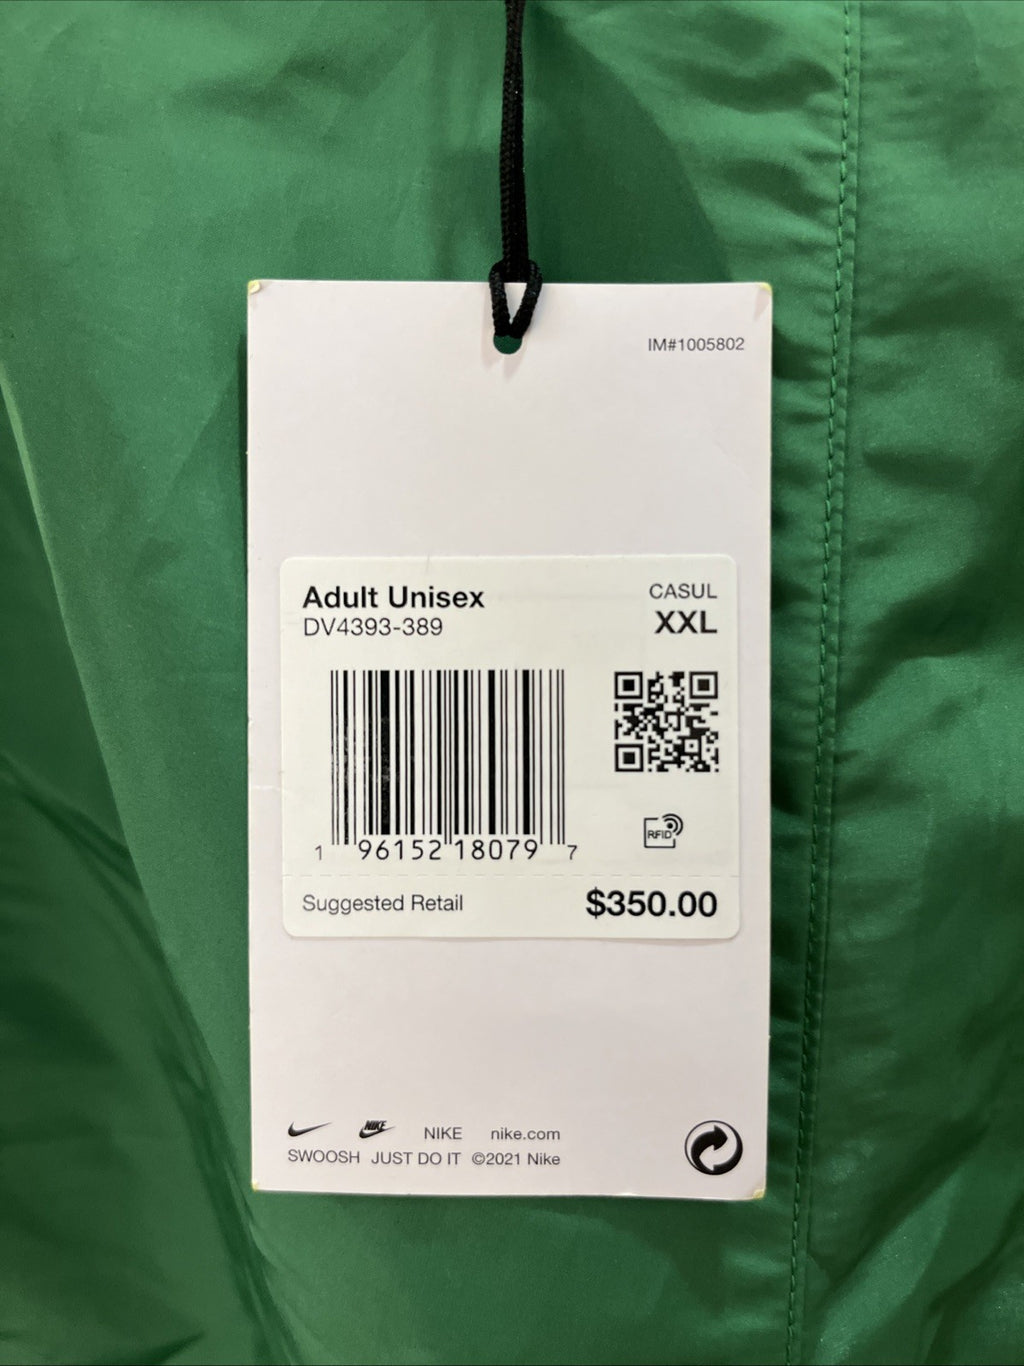 IM#1005802
Adult Unisex
DV4393-389
CASUL
XXL
RFID
1 96152 18079 7
Suggested Retail $350.00
NIKE NIKE nike.com
SWOOSH JUST DO IT ©2021 Nike